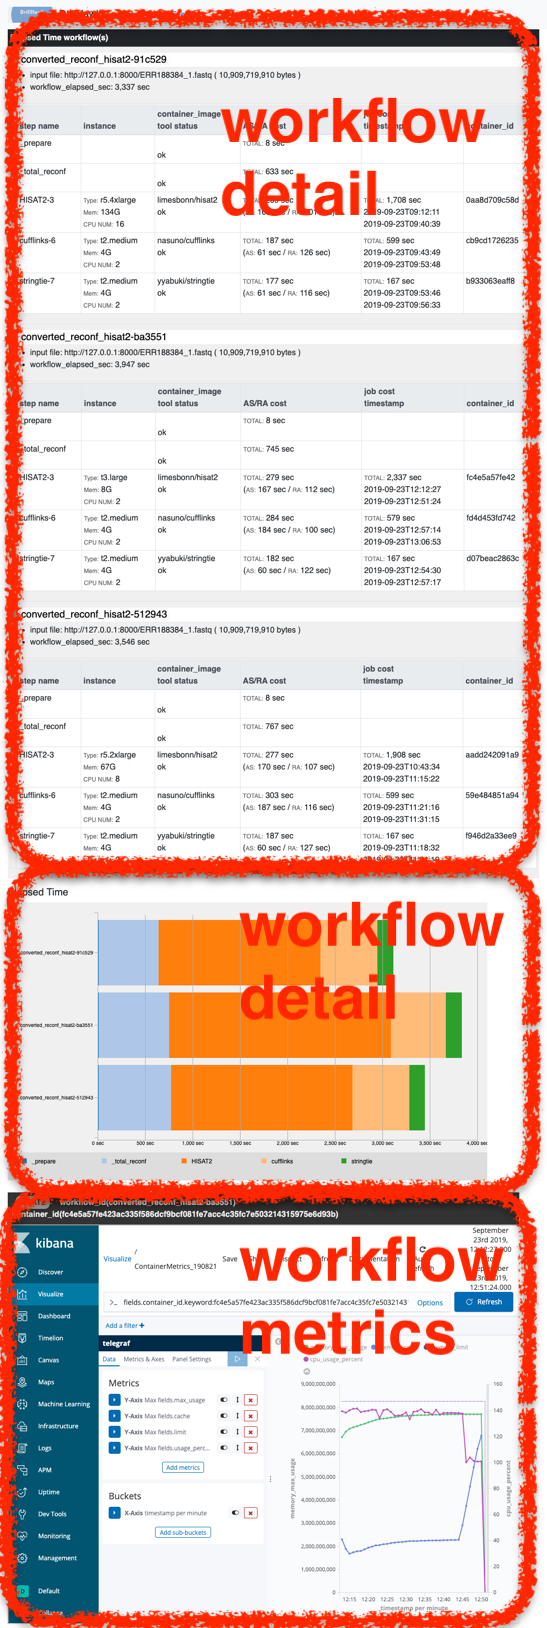 sed Time workflow(s)
converted_reconf_hisat2-91c529
input file: http://127.0.0.1:8000/ERR188384_1.fastq ( 10,909,719,910 bytes )
workflow_elapsed_sec: 3,337 sec
workflow
detail
step name instance container_image tool status cost timestamp container_id
_prepare ok TOTAL: 8 sec
_total_reconf ok TOTAL: 633 sec
HISAT2-3 Type: r5.4xlarge limesbonn/hisat2 1,708 sec 0aa8d709c58d
Mem: 134G ok 2019-09-23T09:12:11
CPU NUM: 16 2019-09-23T09:40:39
cufflinks-6 Type: t2.medium nasuno/cufflinks TOTAL: 187 sec TOTAL: 599 sec cb9cd1726235
Mem: 4G ok (AS: 61 sec / RA: 126 sec) 2019-09-23T09:43:49
CPU NUM: 2 2019-09-23T09:53:48
stringtie-7 Type: t2.medium yyabuki/stringtie TOTAL: 177 sec TOTAL: 167 sec b933063eaff8
Mem: 4G ok (AS: 61 sec / RA: 116 sec) 2019-09-23T09:53:46
CPU NUM: 2 2019-09-23T09:56:33
converted_reconf_hisat2-ba3551
input file: http://127.0.0.1:8000/ERR188384_1.fastq ( 10,909,719,910 bytes )
workflow_elapsed_sec: 3,947 sec
container_image job cost
step name instance tool status AS/RA cost timestamp container_id
_prepare ok TOTAL: 8 sec
_total_reconf ok TOTAL: 745 sec
HISAT2-3 Type: t3.large limesbonn/hisat2 TOTAL: 279 sec TOTAL: 2,337 sec fc4e5a57fe42
Mem: 8G ok (AS: 167 sec / RA: 112 sec) 2019-09-23T12:12:27
CPU NUM: 2 2019-09-23T12:51:24
cufflinks-6 Type: t2.medium nasuno/cufflinks TOTAL: 284 sec TOTAL: 579 sec fd4d453fd742
Mem: 4G ok (AS: 184 sec / RA: 100 sec) 2019-09-23T12:57:14
CPU NUM: 2 2019-09-23T13:06:53
stringtie-7 Type: t2.medium yyabuki/stringtie TOTAL: 182 sec TOTAL: 167 sec d07beac2863c
Mem: 4G ok (AS: 60 sec / RA: 122 sec) 2019-09-23T12:54:30
CPU NUM: 2 2019-09-23T12:57:17
converted_reconf_hisat2-512943
input file: http://127.0.0.1:8000/ERR188384_1.fastq ( 10,909,719,910 bytes )
workflow_elapsed_sec: 3,546 sec
container_image job cost
step name instance tool status AS/RA cost timestamp container_id
_prepare ok TOTAL: 8 sec
_total_reconf ok TOTAL: 767 sec
HISAT2-3 Type: r5.2xlarge limesbonn/hisat2 TOTAL: 277 sec TOTAL: 1,908 sec aadd242091a9
Mem: 67G ok (AS: 170 sec / RA: 107 sec) 2019-09-23T10:43:34
CPU NUM: 8 2019-09-23T11:15:22
cufflinks-6 Type: t2.medium nasuno/cufflinks TOTAL: 303 sec TOTAL: 599 sec 59e484851a94
Mem: 4G ok (AS: 187 sec / RA: 116 sec) 2019-09-23T11:21:16
CPU NUM: 2 2019-09-23T11:31:15
stringtie-7 Type: t2.medium yyabuki/stringtie TOTAL: 187 sec TOTAL: 167 sec f946d2a33ee9
Mem: 4G ok (AS: 60 sec / RA: 127 sec) 2019-09-23T11:18:32
psed Time
workflow
detail
converted_reconf_hisat2-91c529
converted_reconf_hisat2-ba3551
converted_reconf_hisat2-512943
0 sec 500 sec 1,000 sec 1,500 sec 2,000 sec 2,500 sec 3,000 sec 3,500 sec 4,000 sec
_prepare _total_reconf HISAT2 cufflinks stringtie
workflow_id(converted_reconf_hisat2-ba3551)
ntainer_id(fc4e5a57fe423ac335f586dcf9bcf081fe7acc4c35fc7e503214315975e6d93b)
workflow
metrics
kibana
Discover
Visualize
Dashboard
Timelion
Canvas
Maps
Machine Learning
Infrastructure
Logs
APM
Uptime
Dev Tools
Monitoring
Management
Default
Visualize / ContainerMetrics_190821 Save
September 23rd 2019,
12:51:24.000
fields.container_id.keyword:fc4e5a57fe423ac335f586dcf9bcf081fe7acc4c35fc7e5032143 Options Refresh
Add a filter +
telegraf
Data Metrics & Axes Panel Settings
Metrics
Y-Axis Max fields.max_usage
Y-Axis Max fields.cache
Y-Axis Max fields.limit
Y-Axis Max fields.usage_perc...
Add metrics
Buckets
X-Axis timestamp per minute
Add sub-buckets
cpu_usage_percent
9,000,000,000
8,000,000,000
7,000,000,000
6,000,000,000
5,000,000,000
4,000,000,000
3,000,000,000
2,000,000,000
1,000,000,000
0
memory_max_usage
160
140
120
100
80
60
40
20
0
cpu_usage_percent
12:15 12:20 12:25 12:30 12:35 12:40 12:45 12:50
timestamp per minute